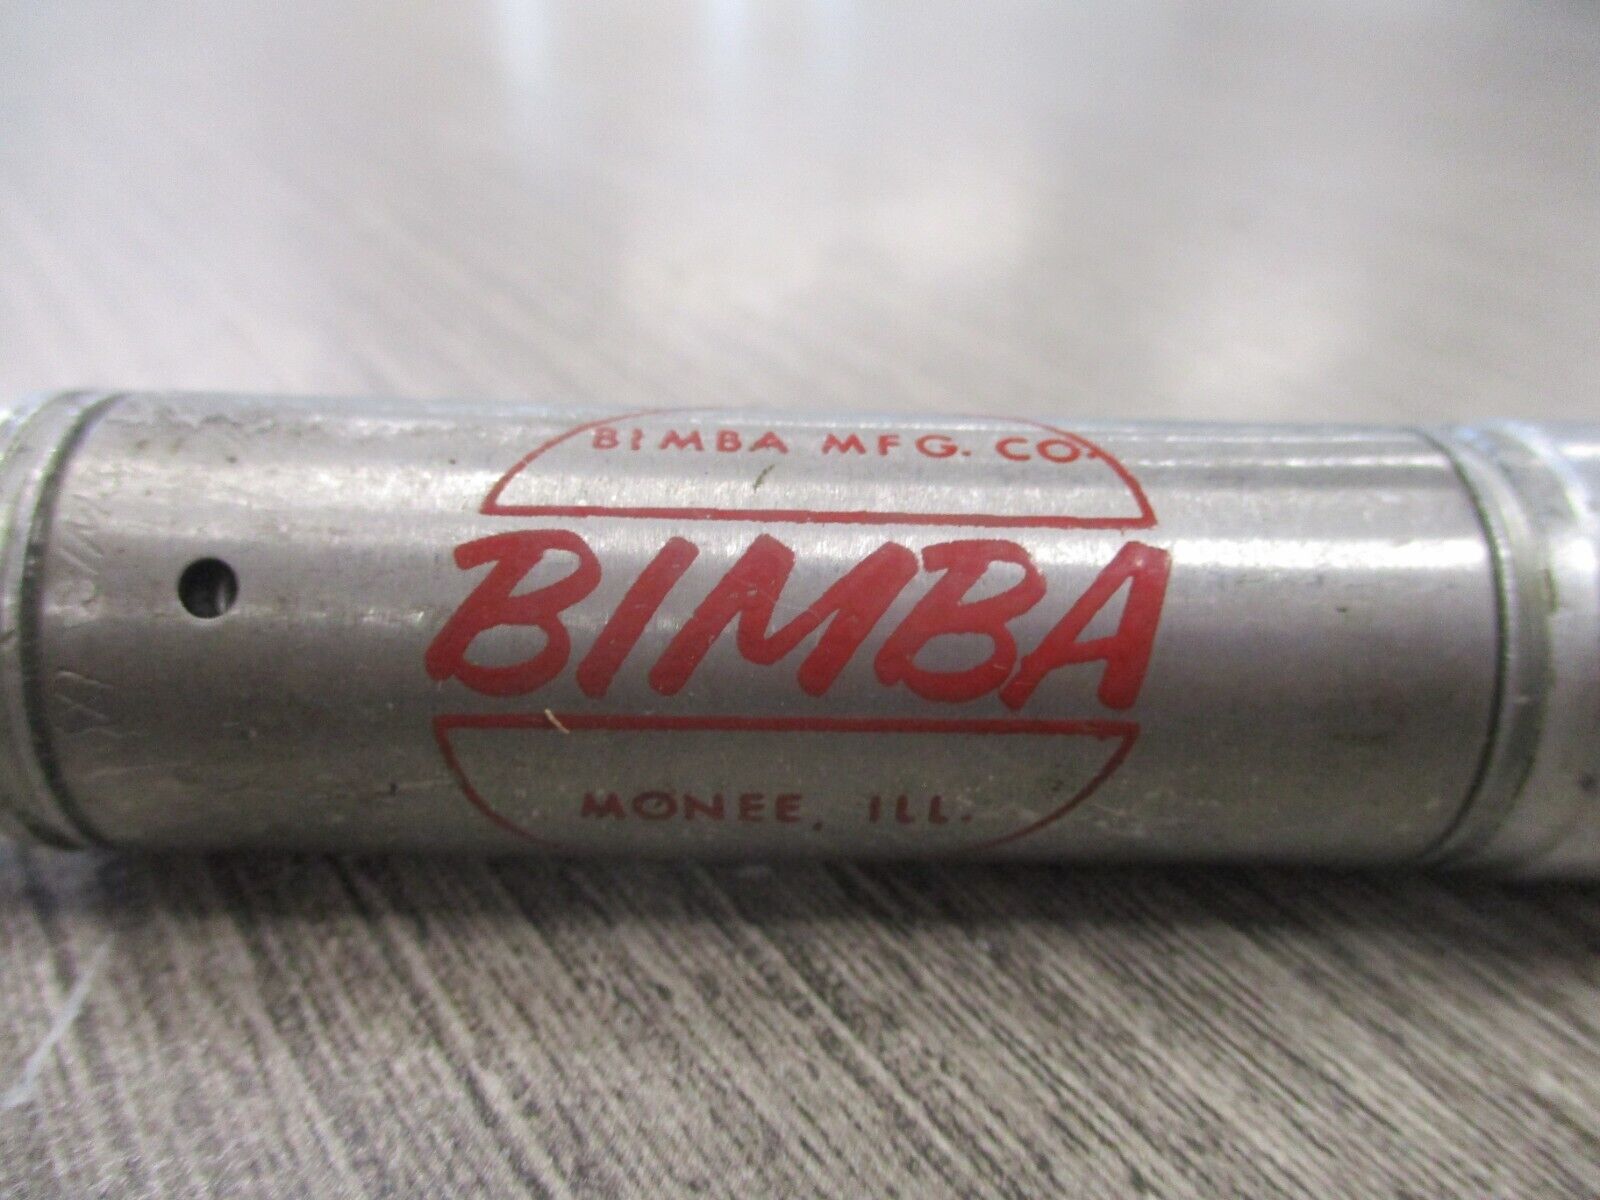 BIMBA MFG. CO.
BIMBA
MONEE, ILL.